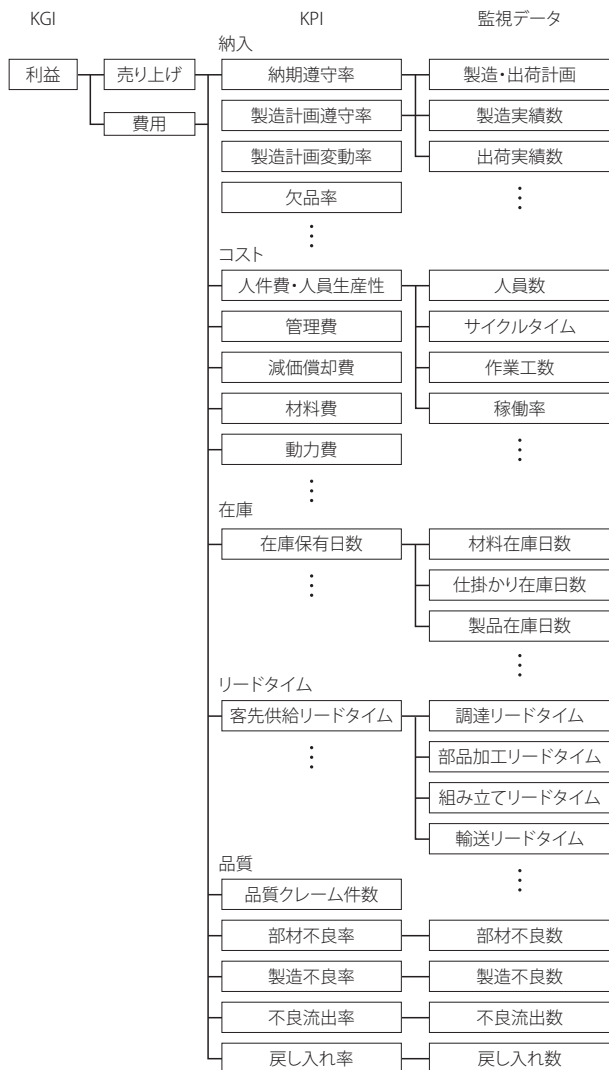 KGI
KPI
監視データ
納入
利益
売り上げ
納期遵守率
製造・出荷計画
費用
製造計画遵守率
製造実績数
製造計画変動率
出荷実績数
欠品率
コスト
人件費・人員生産性
人員数
管理費
サイクルタイム
減価償却費
作業工数
材料費
稼働率
動力費
在庫
在庫保有日数
材料在庫日数
仕掛かり在庫日数
製品在庫日数
リードタイム
客先供給リードタイム
調達リードタイム
部品加工リードタイム
組み立てリードタイム
輸送リードタイム
品質
品質クレーム件数
部材不良率
部材不良数
製造不良率
製造不良数
不良流出率
不良流出数
戻し入れ率
戻し入れ数